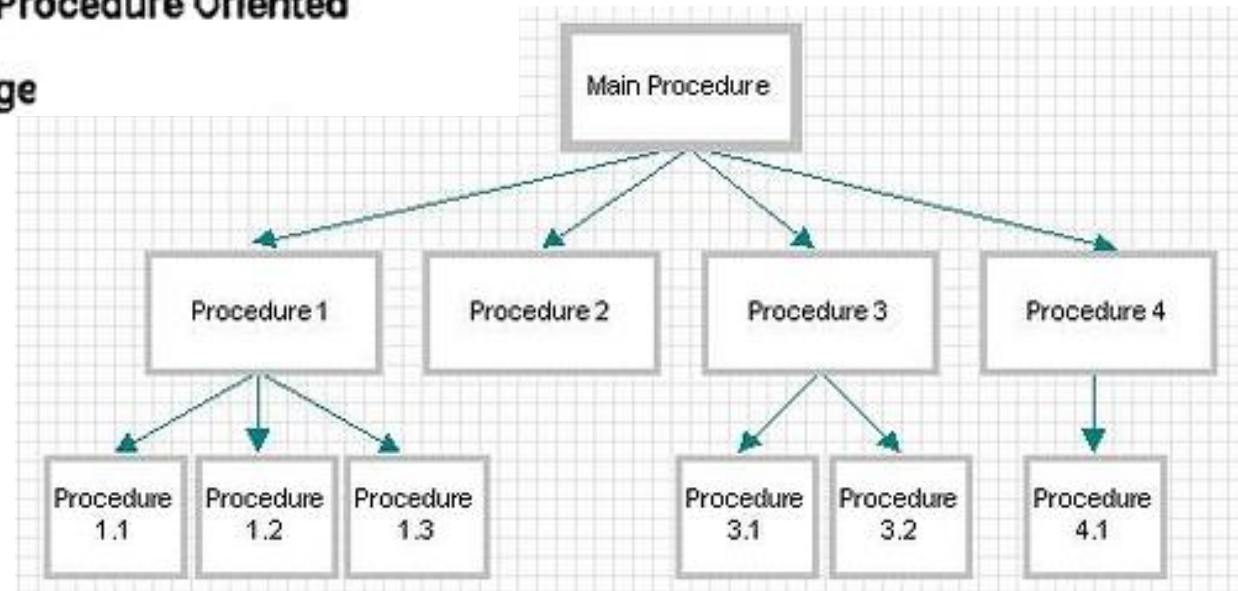 Procedure Oriented
ge
Main Procedure
Procedure 1
Procedure 2
Procedure 3
Procedure 4
Procedure
1.1
Procedure
1.2
Procedure
1.3
Procedure
3.1
Procedure
3.2
Procedure
4.1